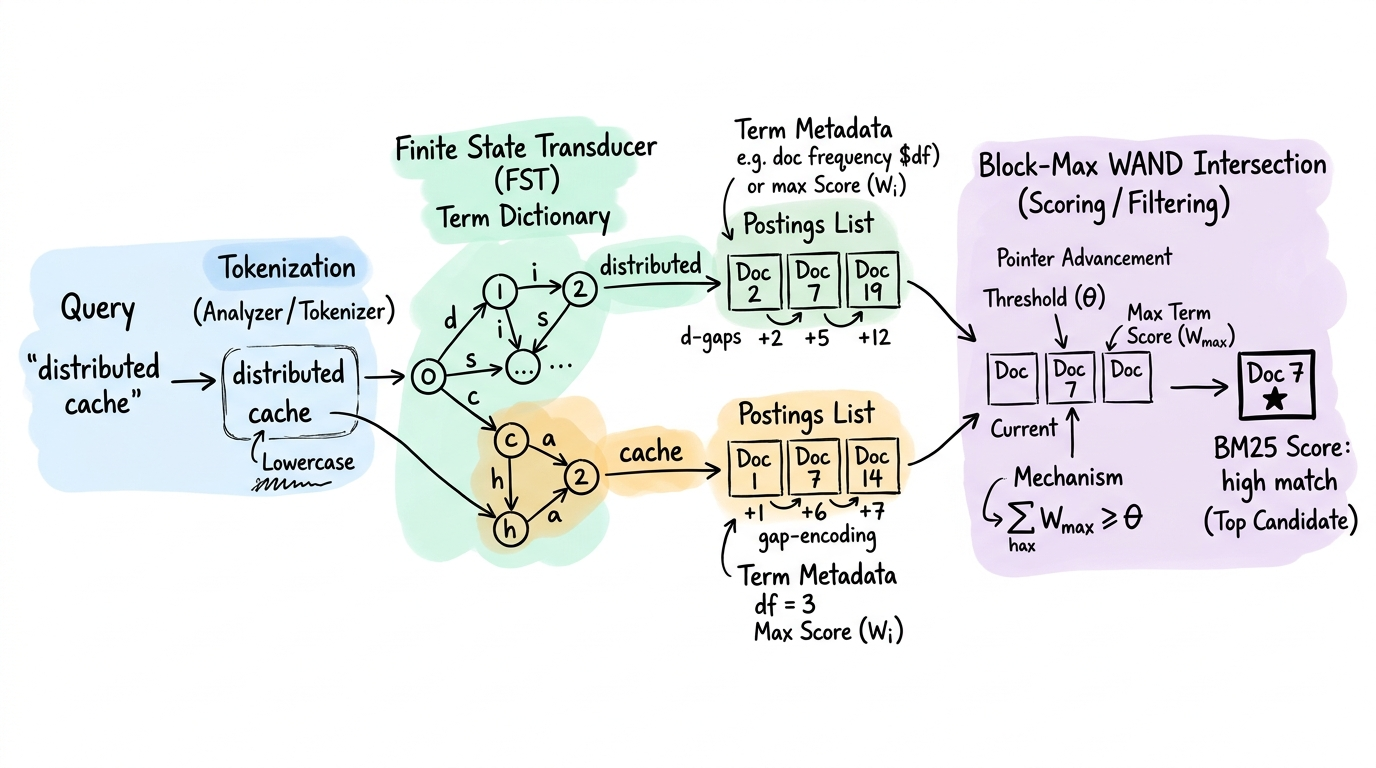 Query
"distributed
cache"
Tokenization
(Analyzer/Tokenizer)
distributed
cache
Lowercase
Finite State Transducer
(FST)
Term Dictionary
0
d
s
c
1
i
2
i
s
...
...
c
a
h
2
h
a
distributed
cache
Term Metadata
e.g. doc frequency $df)
or max Score (Wi)
Postings List
Doc
2
Doc
7
Doc
19
d-gaps +2 +5 +12
Postings List
Doc
1
Doc
7
Doc
14
+1 +6 +7
gap-encoding
Term Metadata
df = 3
Max Score (Wi)
Block-Max WAND Intersection
(Scoring/Filtering)
Pointer Advancement
Threshold (θ)
Max Term
Score (Wmax)
Doc
Doc
7
Doc
Current
Mechanism
∑ Wmax ⩾ θ
hax
Doc 7
★
BM25 Score:
high match
(Top Candidate)